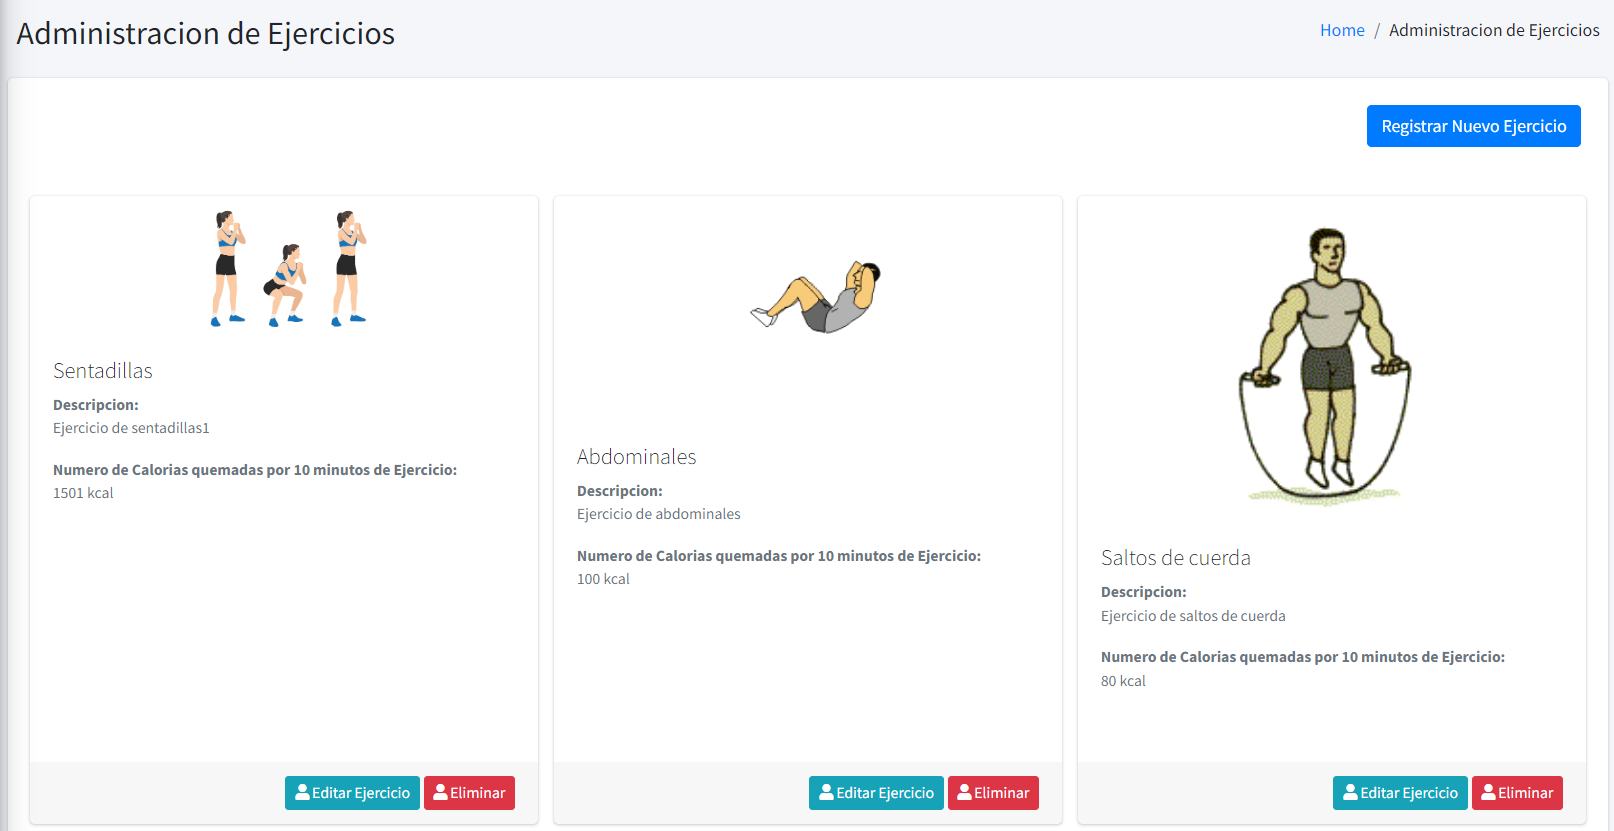 Administracion de Ejercicios
Home / Administracion de Ejercicios
Registrar Nuevo Ejercicio
Sentadillas
Descripcion:
Ejercicio de sentadillas1
Numero de Calorias quemadas por 10 minutos de Ejercicio:
1501 kcal
Editar Ejercicio
Eliminar
Abdominales
Descripcion:
Ejercicio de abdominales
Numero de Calorias quemadas por 10 minutos de Ejercicio:
100 kcal
Editar Ejercicio
Eliminar
Saltos de cuerda
Descripcion:
Ejercicio de saltos de cuerda
Numero de Calorias quemadas por 10 minutos de Ejercicio:
80 kcal
Editar Ejercicio
Eliminar